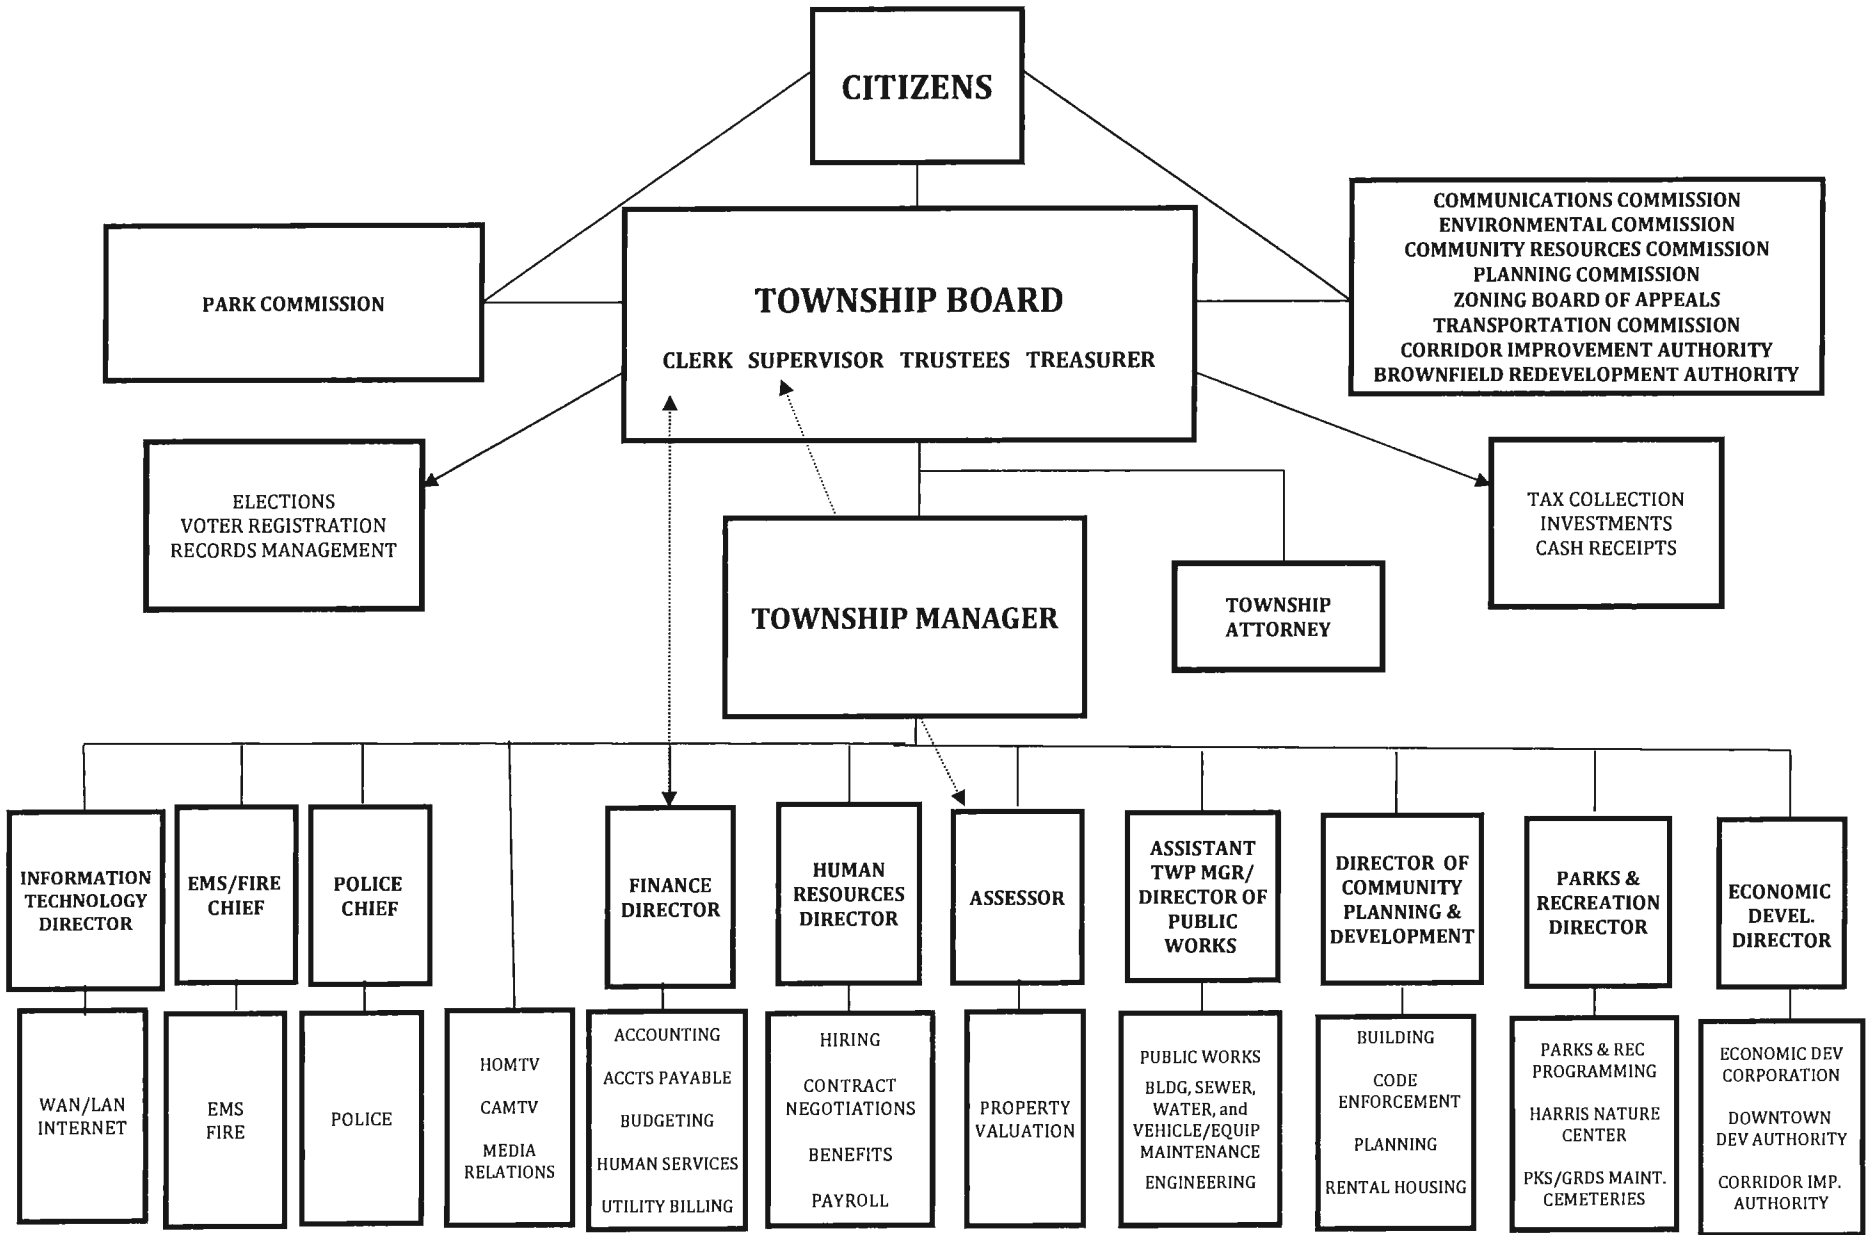 CITIZENS
PARK COMMISSION
TOWNSHIP BOARD
CLERK SUPERVISOR TRUSTEES TREASURER
COMMUNICATIONS COMMISSION
ENVIRONMENTAL COMMISSION
COMMUNITY RESOURCES COMMISSION
PLANNING COMMISSION
ZONING BOARD OF APPEALS
TRANSPORTATION COMMISSION
CORRIDOR IMPROVEMENT AUTHORITY
BROWNFIELD REDEVELOPMENT AUTHORITY
ELECTIONS
VOTER REGISTRATION
RECORDS MANAGEMENT
TAX COLLECTION
INVESTMENTS
CASH RECEIPTS
TOWNSHIP MANAGER
TOWNSHIP
ATTORNEY
INFORMATION
TECHNOLOGY
DIRECTOR
EMS/FIRE
CHIEF
POLICE
CHIEF
FINANCE
DIRECTOR
HUMAN
RESOURCES
DIRECTOR
ASSESSOR
ASSISTANT
TWP MGR/
DIRECTOR OF
PUBLIC
WORKS
DIRECTOR OF
COMMUNITY
PLANNING &
DEVELOPMENT
PARKS &
RECREATION
DIRECTOR
ECONOMIC
DEVEL.
DIRECTOR
WAN/LAN
INTERNET
EMS
FIRE
POLICE
HOMTV
CAMTV
MEDIA
RELATIONS
ACCOUNTING
ACCTS PAYABLE
BUDGETING
HUMAN SERVICES
UTILITY BILLING
HIRING
CONTRACT
NEGOTIATIONS
BENEFITS
PAYROLL
PROPERTY
VALUATION
PUBLIC WORKS
BLDG, SEWER,
WATER, and
VEHICLE/EQUIP
MAINTENANCE
ENGINEERING
BUILDING
CODE
ENFORCEMENT
PLANNING
RENTAL HOUSING
PARKS & REC
PROGRAMMING
HARRIS NATURE
CENTER
PKS/GRDS MAINT.
CEMETERIES
ECONOMIC DEV
CORPORATION
DOWNTOWN
DEV AUTHORITY
CORRIDOR IMP.
AUTHORITY